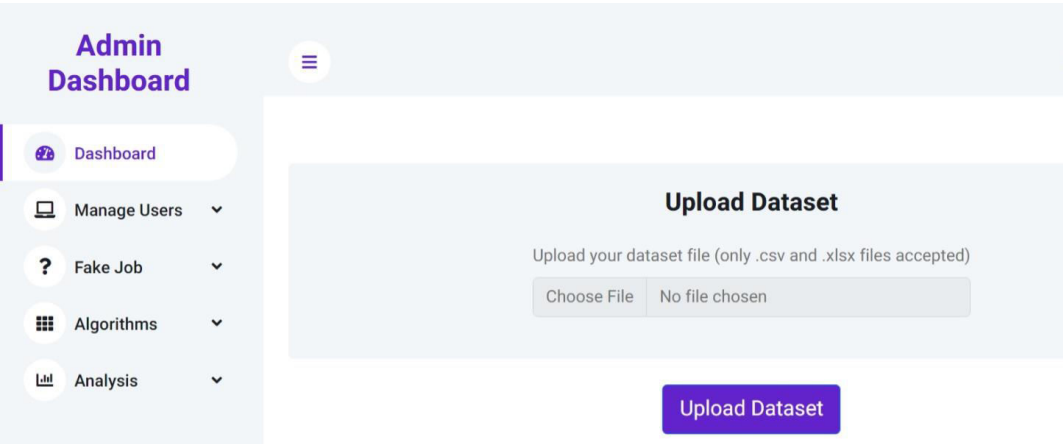 Admin
Dashboard
Dashboard
Manage Users
Fake Job
Algorithms
Analysis
Upload Dataset
Upload your dataset file (only .csv and .xlsx files accepted)
Choose File No file chosen
Upload Dataset